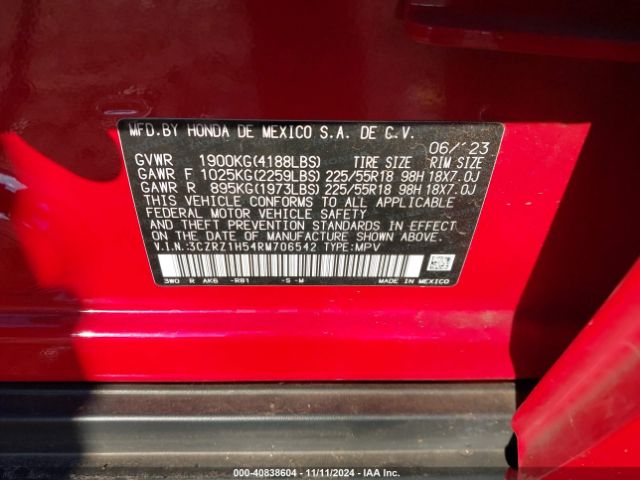 MFD.BY HONDA DE MEXICO S.A. DE C.V.
06/'23
GVWR 1900KG(4188LBS) TIRE SIZE RIM SIZE
GAWR F 1025KG(2259LBS) 225/55R18 98H 18X7.0J
GAWR R 895KG(1973LBS) 225/55R18 98H 18X7.0J
THIS VEHICLE CONFORMS TO ALL APPLICABLE
FEDERAL MOTOR VEHICLE SAFETY
AND THEFT PREVENTION STANDARDS IN EFFECT
ON THE DATE OF MANUFACTURE SHOWN ABOVE.
V.I.N.:3CZRZ1H54RM706542 TYPE:MPV
3W0 R AK6 -R81 -S -M MADE IN MEXICO
000-40838604 - 11/11/2024 - IAA Inc.